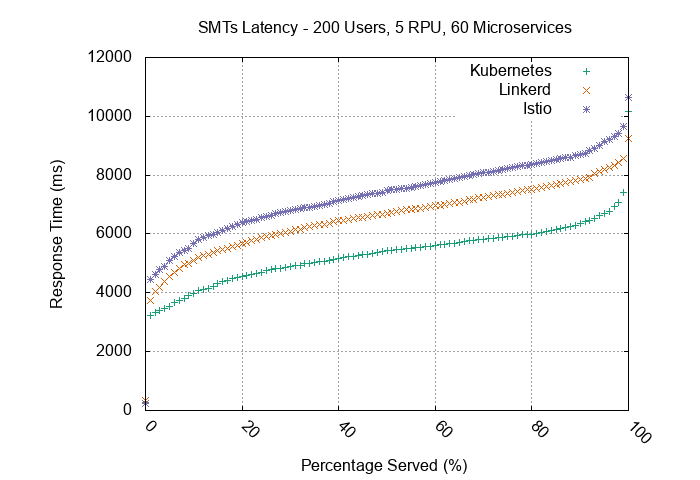 SMTs Latency - 200 Users, 5 RPU, 60 Microservices
12000
10000
8000
6000
4000
2000
0
Response Time (ms)
Kubernetes
Linkerd
Istio
0
20
40
60
80
100
Percentage Served (%)